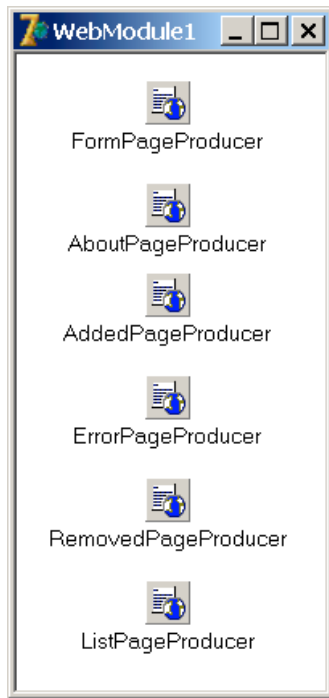 WebModule1
FormPageProducer
AboutPageProducer
AddedPageProducer
ErrorPageProducer
RemovedPageProducer
ListPageProducer